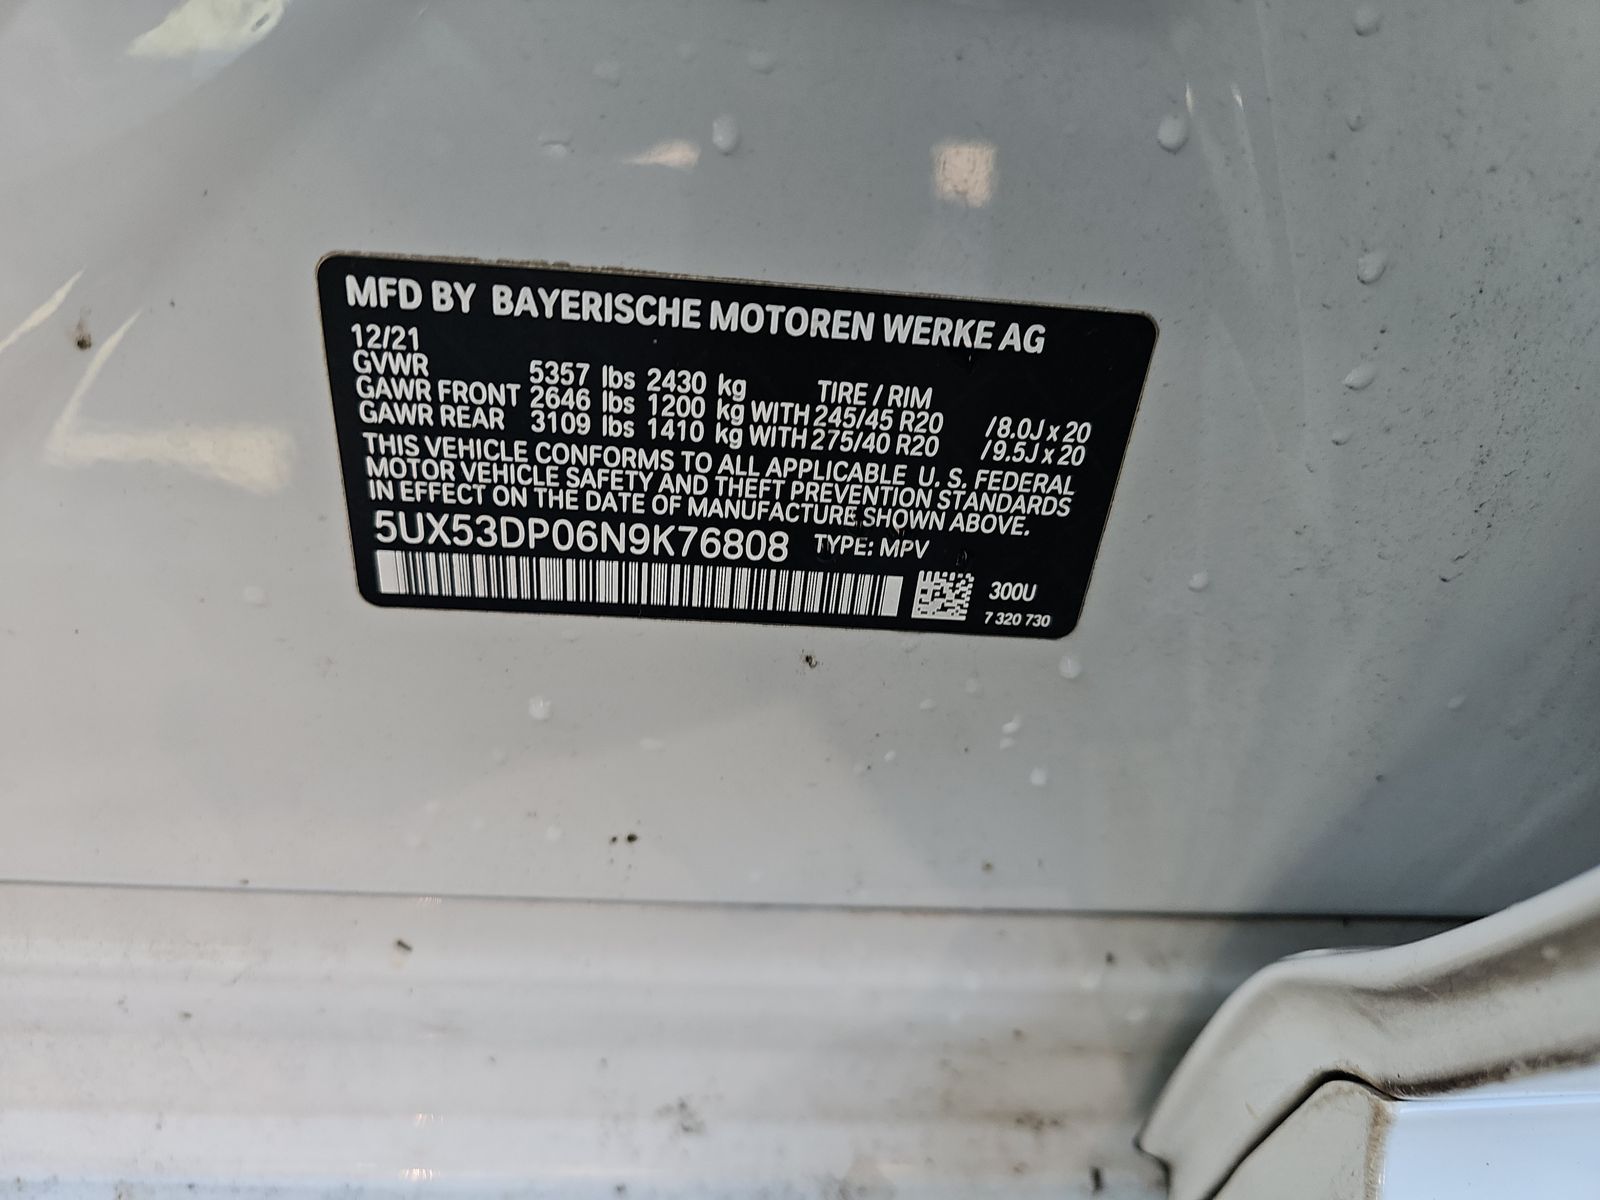 MFD BY BAYERISCHE MOTOREN WERKE AG
12/21
GVWR 5357 lbs 2430 kg TIRE / RIM
GAWR FRONT 2646 lbs 1200 kg WITH 245/45 R20 /8.0J x 20
GAWR REAR 3109 lbs 1410 kg WITH 275/40 R20 /9.5J x 20
THIS VEHICLE CONFORMS TO ALL APPLICABLE U. S. FEDERAL
MOTOR VEHICLE SAFETY AND THEFT PREVENTION STANDARDS
IN EFFECT ON THE DATE OF MANUFACTURE SHOWN ABOVE.
5UX53DP06N9K76808 TYPE: MPV
300U
7 320 730